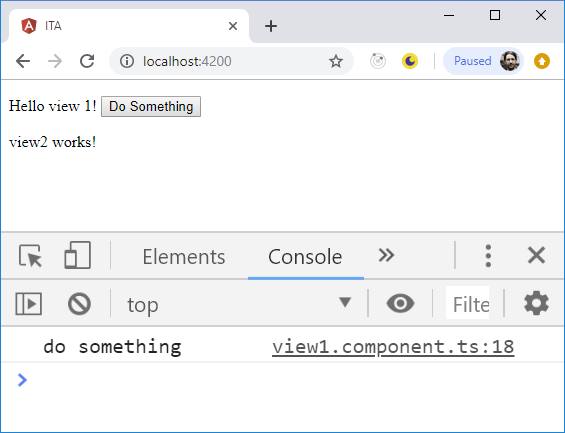 ITA
localhost:4200
Paused
Hello view 1! Do Something
view2 works!
Elements Console
top Filte
do something view1.component.ts:18